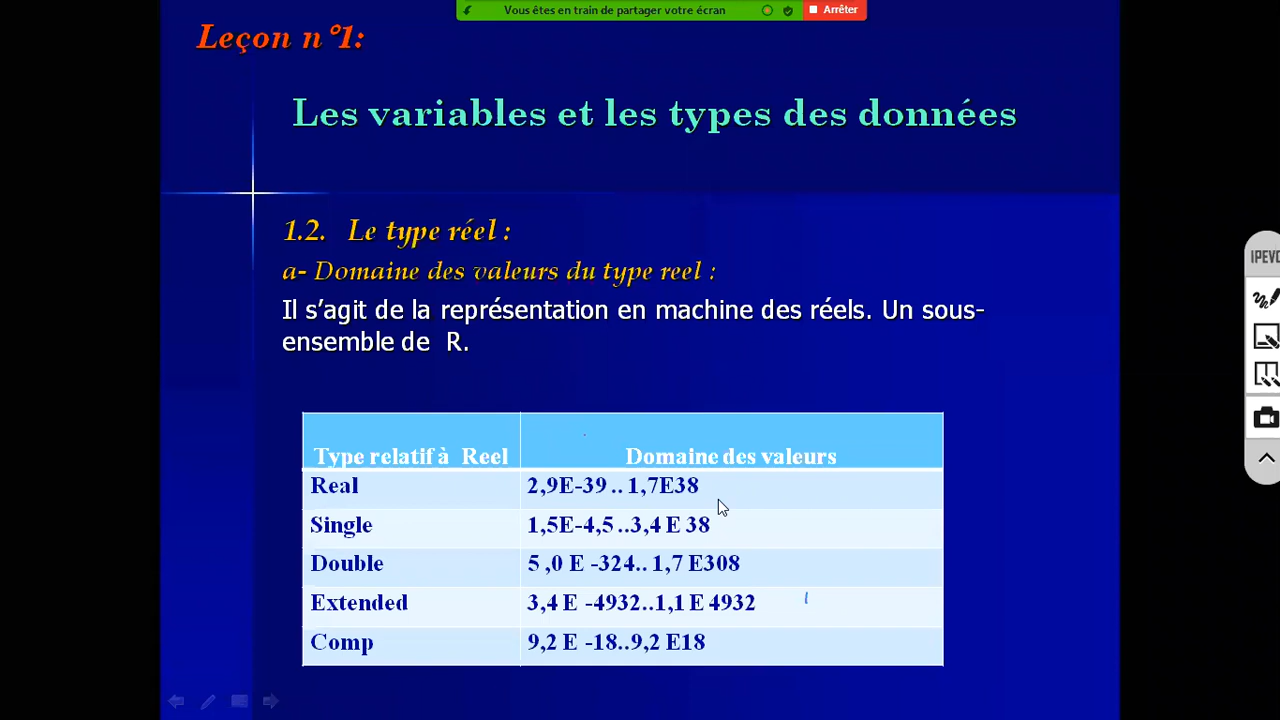 Vous êtes en train de partager votre écran
Arrêter
Leçon n°1:
Les variables et les types des données
1.2. Le type réel :
a- Domaine des valeurs du type reel :
Il s'agit de la représentation en machine des réels. Un sous-
ensemble de R.
Type relatif à Reel Domaine des valeurs
Real 2,9E-39 .. 1,7E38
Single 1,5E-4,5 ..3,4 E 38
Double 5 ,0 E -324.. 1,7 E308
Extended 3,4 E -4932..1,1 E 4932
Comp 9,2 E -18..9,2 E18